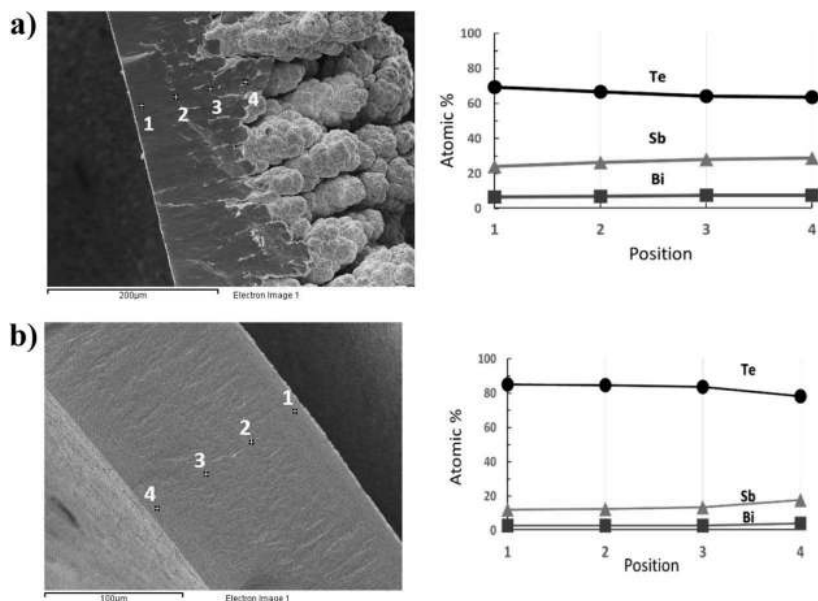 a)
1
2
3
4
200µm
Electron Image 1
100
80
60
40
20
0
Atomic %
Te
Sb
Bi
1 2 3 4
Position
b)
1
2
3
4
100µm
Electron Image 1
100
80
60
40
20
0
Atomic %
Te
Sb
Bi
1 2 3 4
Position